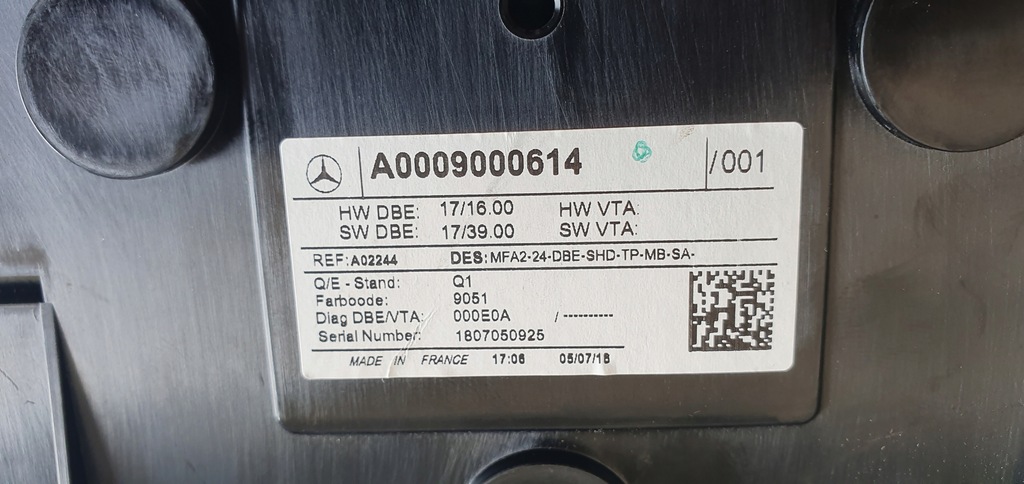 A0009000614 /001
HW DBE: 17/16.00 HW VTA:
SW DBE: 17/39.00 SW VTA:
REF: A02244 DES: MFA2-24-DBE-SHD-TP-MB-SA-
Q/E - Stand: Q1
Farbcode: 9051
Diag DBE/VTA: 000E0A / ----------
Serial Number: 1807050925
MADE IN FRANCE 17:06 05/07/18